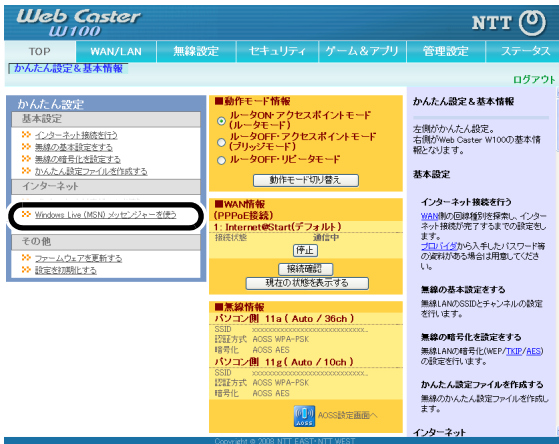 Web Caster
W100
NTT
TOP WAN/LAN 無線設定 セキュリティ ゲーム＆アプリ 管理設定 ステータス
かんたん設定＆基本情報
ログアウト
かんたん設定
基本設定
インターネット接続を行う
無線の基本設定をする
無線の暗号化を設定する
かんたん設定ファイルを作成する
インターネット
Windows Live (MSN) メッセンジャーを使う
その他
ファームウェアを更新する
設定を初期化する
■動作モード情報
ルータON･アクセスポイントモード
(ルータモード)
ルータOFF･アクセスポイントモード
(ブリッジモード)
ルータOFF･リピータモード
動作モード切り替え
■WAN情報
(PPPoE接続)
1: Internet@Start(デフォルト)
接続状態 通信中
停止
接続確認
現在の状態を表示する
■無線情報
パソコン側 11a ( Auto / 36ch )
SSID xxxxxxxxxxxxxxxxxxxxxxxxxx..
認証方式 AOSS WPA-PSK
暗号化 AOSS AES
パソコン側 11g ( Auto / 10ch )
SSID xxxxxxxxxxxxxxxxxxxxxxxxxx..
認証方式 AOSS WPA-PSK
暗号化 AOSS AES
AOSS AOSS設定画面へ
かんたん設定＆基本情報
左側がかんたん設定。
右側がWeb Caster W100の基本情
報となります。
基本設定
インターネット接続を行う
WAN側の回線種別を探索し、インター
ネット接続が完了するまでの設定をし
ます。
プロバイダから入手したパスワード等
の資料がある場合は用意してくださ
い。
無線の基本設定をする
無線LANのSSIDとチャンネルの設定
を行います。
無線の暗号化を設定をする
無線LANの暗号化(WEP/TKIP/AES)
の設定を行います。
かんたん設定ファイルを作成する
無線のかんたん設定ファイルを作成し
ます。
インターネット
Copyright © 2008 NTT EAST･NTT WEST